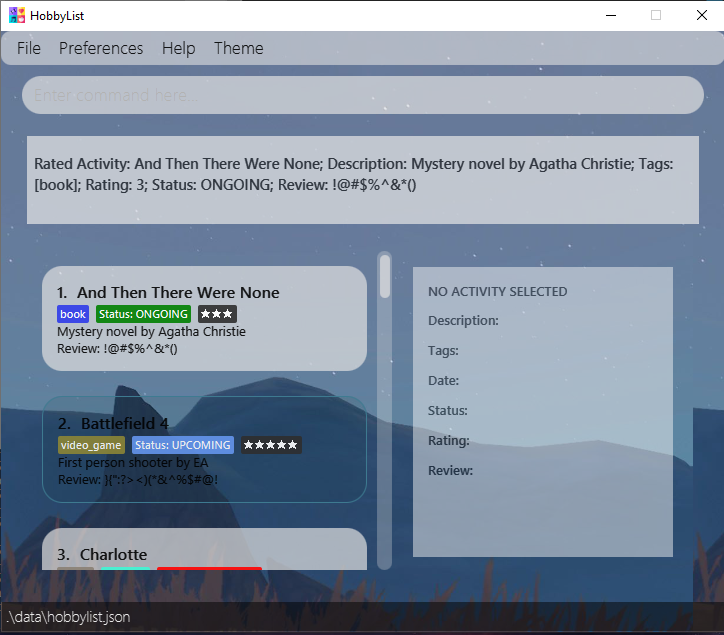 HobbyList
File Preferences Help Theme
Enter command here...
Rated Activity: And Then There Were None; Description: Mystery novel by Agatha Christie; Tags:
[book]; Rating: 3; Status: ONGOING; Review: !@#$%^&*()
1. And Then There Were None
book Status: ONGOING ★★★
Mystery novel by Agatha Christie
Review: !@#$%^&*()
2. Battlefield 4
video_game Status: UPCOMING ★★★★★
First person shooter by EA
Review: }{":?><)(*&^%$#@!
3. Charlotte
NO ACTIVITY SELECTED
Description:
Tags:
Date:
Status:
Rating:
Review:
.\data\hobbylist.json